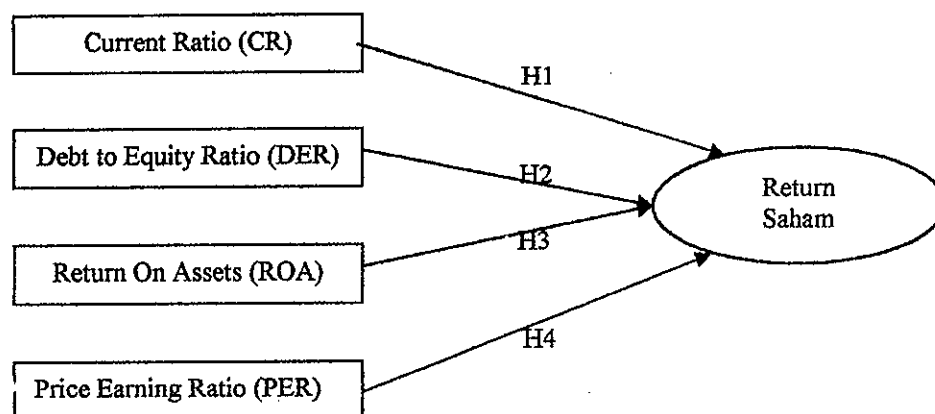 Current Ratio (CR)
H1
Debt to Equity Ratio (DER)
H2
Return
Saham
H3
Return On Assets (ROA)
H4
Price Earning Ratio (PER)